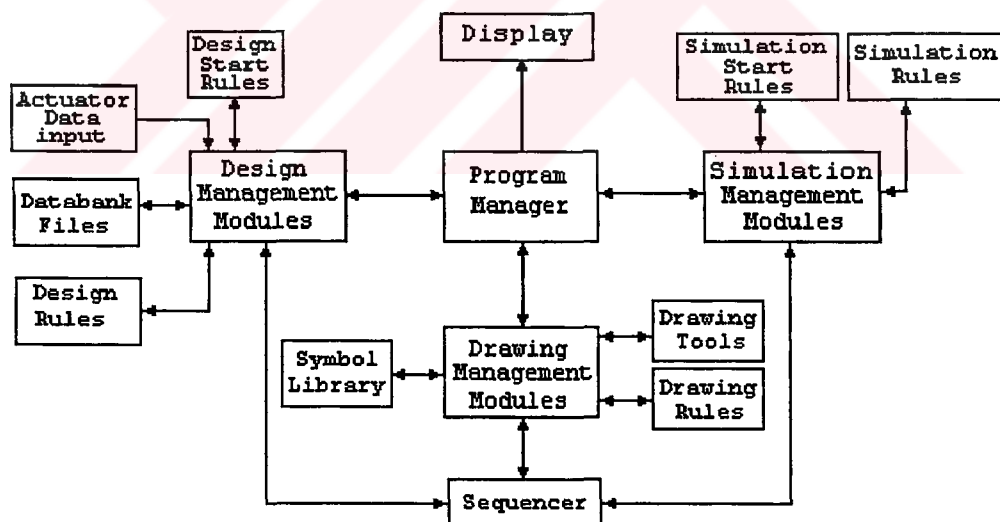 Display
Design
Start
Rules
Simulation
Start
Rules
Simulation
Rules
Actuator
Data
input
Design
Management
Modules
Program
Manager
Simulation
Management
Modules
Databank
Files
Design
Rules
Symbol
Library
Drawing
Management
Modules
Drawing
Tools
Drawing
Rules
Sequencer